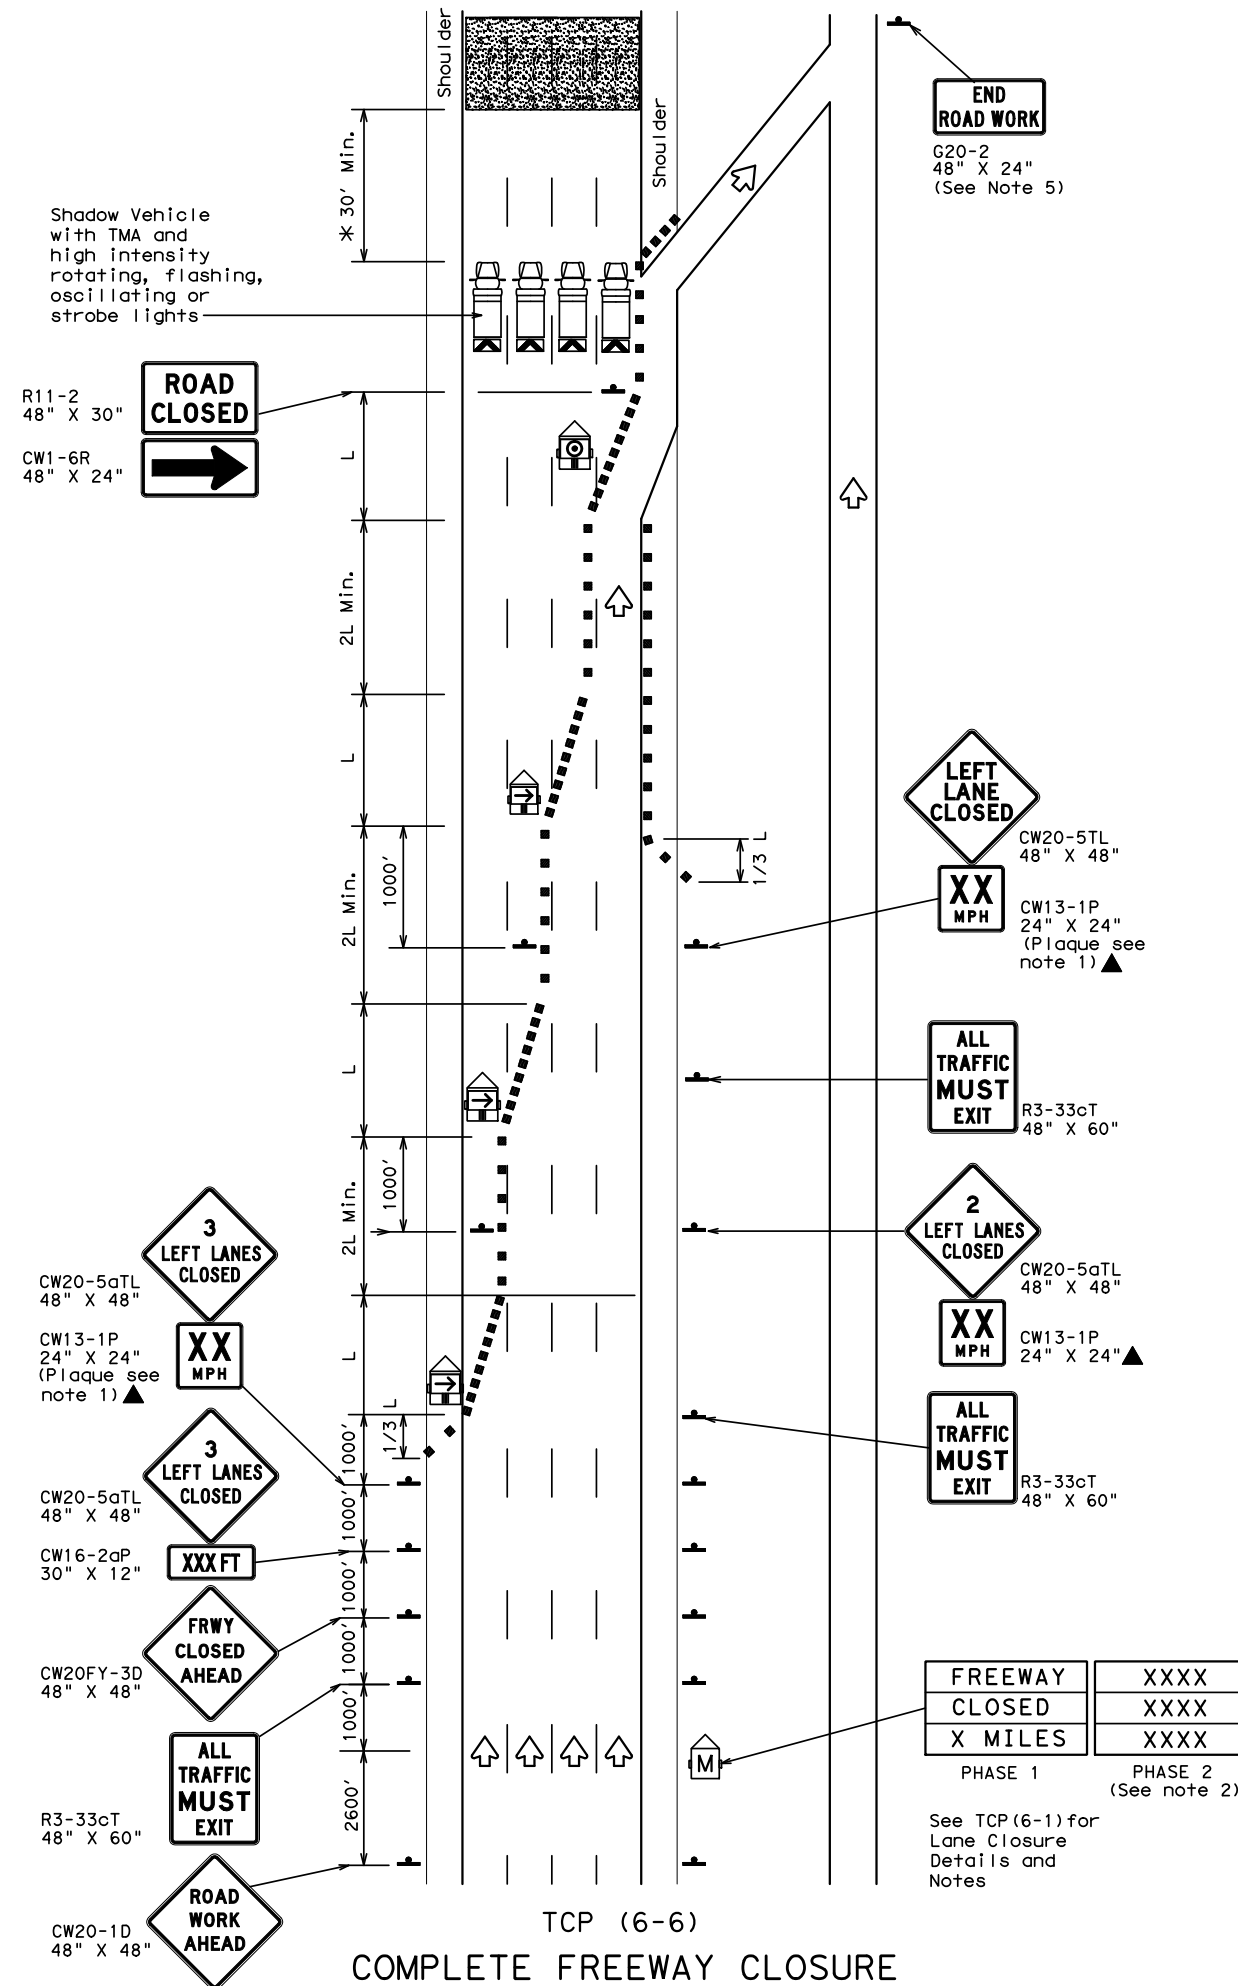 Shoulder
Shoulder
END
ROAD WORK
G20-2
48" X 24"
(See Note 5)
* 30' Min.
Shadow Vehicle
with TMA and
high intensity
rotating, flashing,
oscillating or
strobe lights
ROAD
CLOSED
R11-2
48" X 30"
CW1-6R
48" X 24"
L
2L Min.
L
LEFT
LANE
CLOSED
CW20-5TL
48" X 48"
XX
MPH
CW13-1P
24" X 24"
(Plaque see
note 1)
1/3 L
1000'
2L Min.
L
ALL
TRAFFIC
MUST
EXIT
R3-33cT
48" X 60"
1000'
2L Min.
2
LEFT LANES
CLOSED
CW20-5aTL
48" X 48"
XX
MPH
CW13-1P
24" X 24"
3
LEFT LANES
CLOSED
CW20-5aTL
48" X 48"
CW13-1P
24" X 24"
(Plaque see
note 1)
XX
MPH
L
1/3 L
1000'
ALL
TRAFFIC
MUST
EXIT
R3-33cT
48" X 60"
3
LEFT LANES
CLOSED
CW20-5aTL
48" X 48"
CW16-2aP
30" X 12"
XXX FT
1000'
1000'
FRWY
CLOSED
AHEAD
CW20FY-3D
48" X 48"
1000'
1000'
ALL
TRAFFIC
MUST
EXIT
R3-33cT
48" X 60"
2600'
M
FREEWAY
CLOSED
X MILES
PHASE 1
XXXX
XXXX
XXXX
PHASE 2
(See note 2)
See TCP(6-1)for
Lane Closure
Details and
Notes
ROAD
WORK
AHEAD
CW20-1D
48" X 48"
TCP (6-6)
COMPLETE FREEWAY CLOSURE